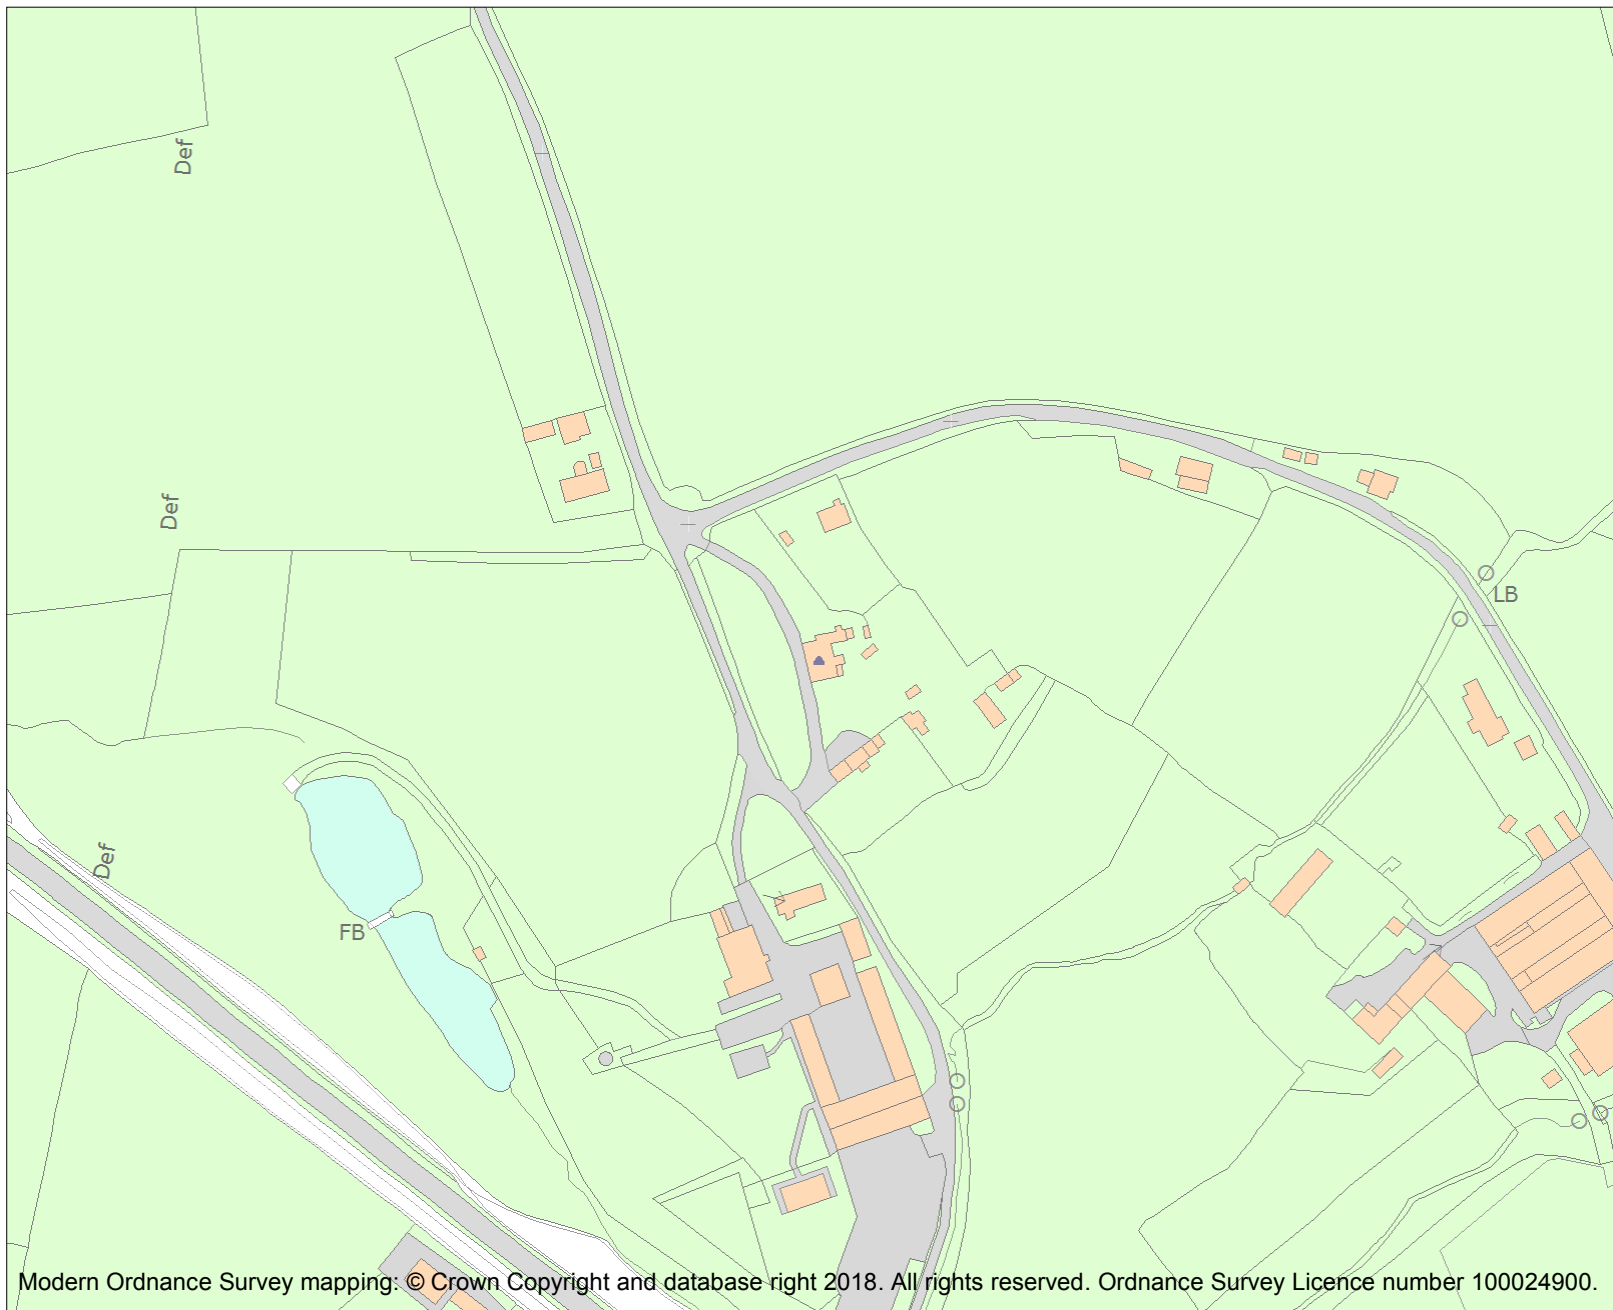 Def
Def
LB
Def
FB
Modern Ordnance Survey mapping: © Crown Copyright and database right 2018. All rights reserved. Ordnance Survey Licence number 100024900.